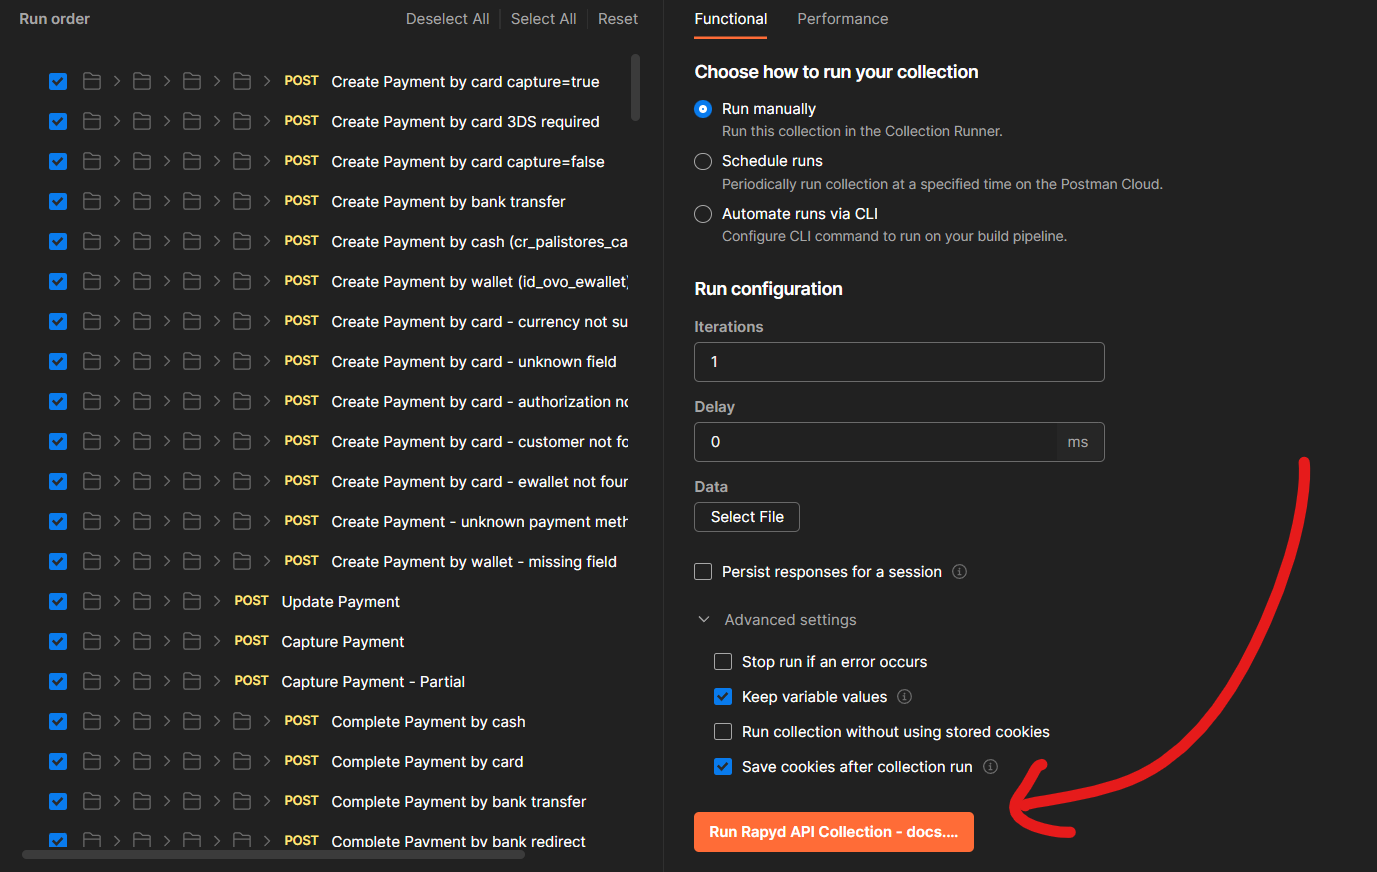 Run order
Deselect All
Select All
Reset
POST Create Payment by card capture=true
POST Create Payment by card 3DS required
POST Create Payment by card capture=false
POST Create Payment by bank transfer
POST Create Payment by cash (cr_palistores_ca
POST Create Payment by wallet (id_ovo_ewallet)
POST Create Payment by card - currency not su
POST Create Payment by card - unknown field
POST Create Payment by card - authorization no
POST Create Payment by card - customer not fo
POST Create Payment by card - ewallet not four
POST Create Payment - unknown payment meth
POST Create Payment by wallet - missing field
POST Update Payment
POST Capture Payment
POST Capture Payment - Partial
POST Complete Payment by cash
POST Complete Payment by card
POST Complete Payment by bank transfer
POST Complete Payment by bank redirect
Functional
Performance
Choose how to run your collection
Run manually
Run this collection in the Collection Runner.
Schedule runs
Periodically run collection at a specified time on the Postman Cloud.
Automate runs via CLI
Configure CLI command to run on your build pipeline.
Run configuration
Iterations
1
Delay
0 ms
Data
Select File
Persist responses for a session
Advanced settings
Stop run if an error occurs
Keep variable values
Run collection without using stored cookies
Save cookies after collection run
Run Rapyd API Collection - docs....